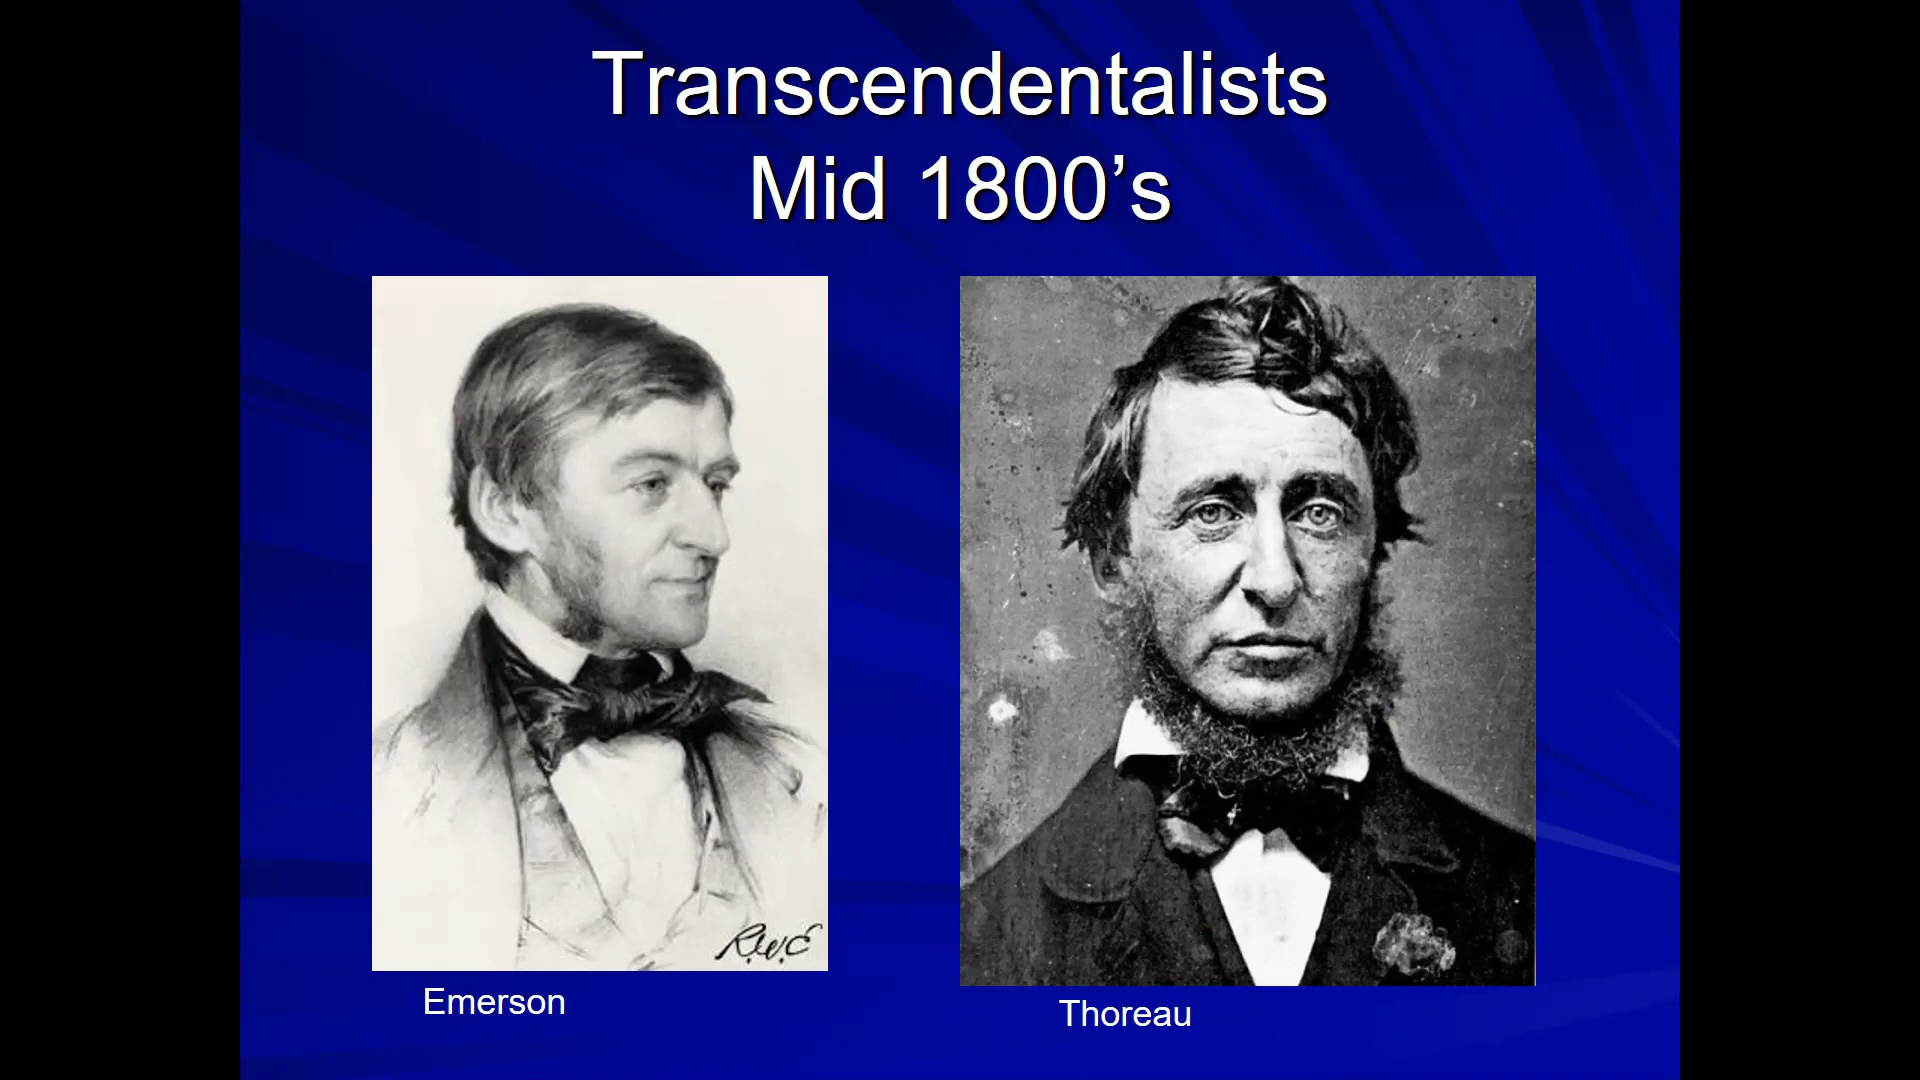 Transcendentalists
Mid 1800’s
R.W.E
Emerson
Thoreau